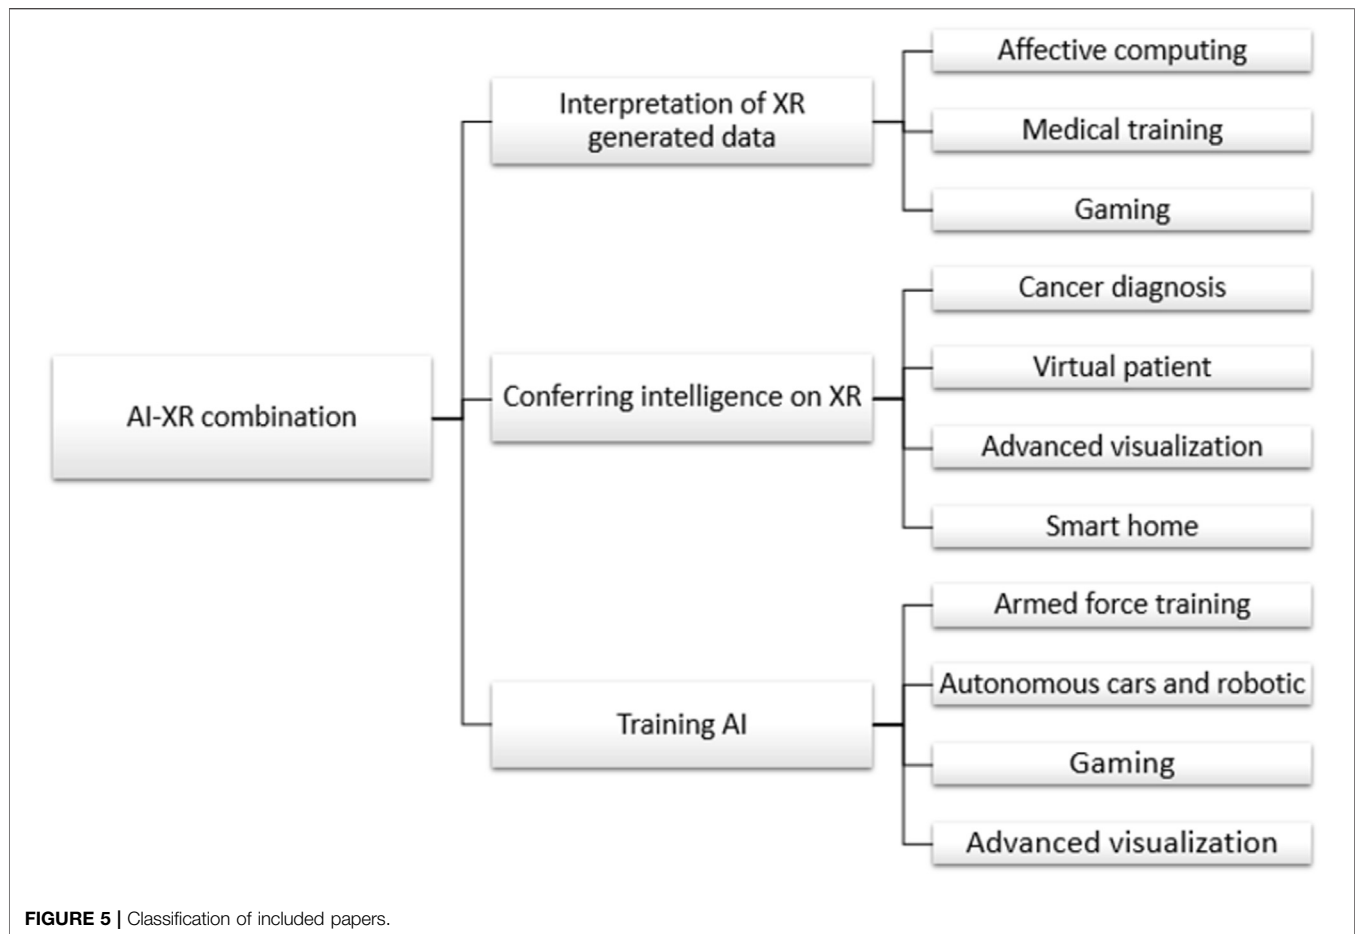 AI-XR combination
Interpretation of XR
generated data
Affective computing
Medical training
Gaming
Conferring intelligence on XR
Cancer diagnosis
Virtual patient
Advanced visualization
Smart home
Training AI
Armed force training
Autonomous cars and robotic
Gaming
Advanced visualization
FIGURE 5 | Classification of included papers.